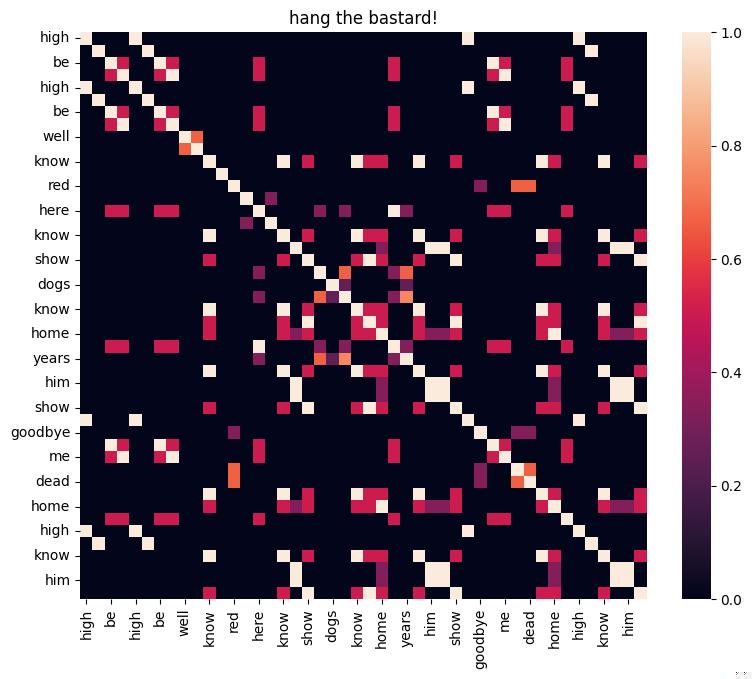 hang the bastard!
high
be
high
be
well
know
red
here
know
show
dogs
know
home
years
him
show
goodbye
me
dead
home
high
know
him
1.0
0.8
0.6
0.4
0.2
0.0
high
be
high
be
well
know
red
here
know
show
dogs
know
home
years
him
show
goodbye
me
dead
home
high
know
him